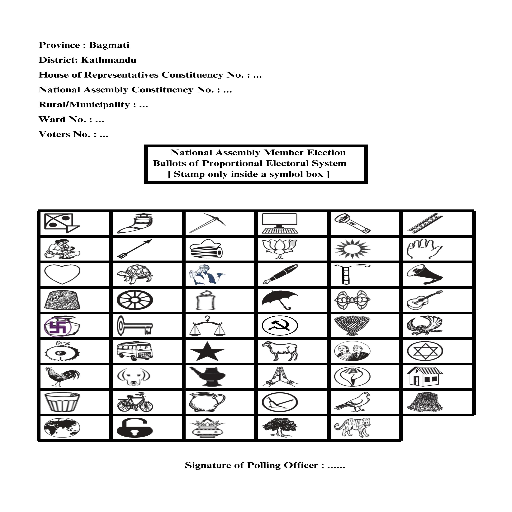 Province : Bagmati
District: Kathmandu
House of Representatives Constituency No. : ...
National Assembly Constituency No. : ...
Rural/Municipality : ...
Ward No. : ...
Voters No. : ...
National Assembly Member Election
Ballots of Proportional Electoral System
[ Stamp only inside a symbol box ]
Signature of Polling Officer : ......